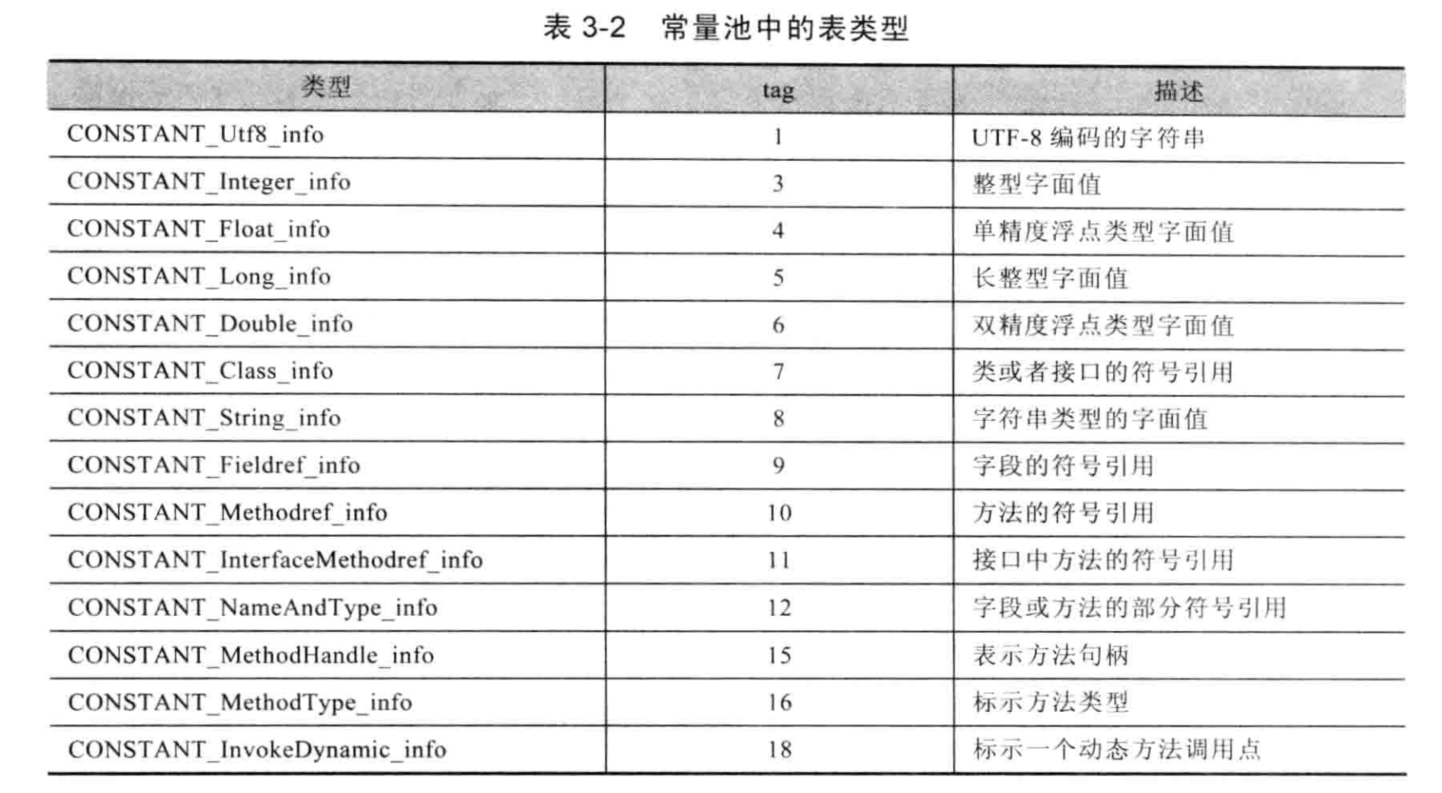 表 3-2 常量池中的表类型
类型 tag 描述
CONSTANT_Utf8_info 1 UTF-8 编码的字符串
CONSTANT_Integer_info 3 整型字面值
CONSTANT_Float_info 4 单精度浮点类型字面值
CONSTANT_Long_info 5 长整型字面值
CONSTANT_Double_info 6 双精度浮点类型字面值
CONSTANT_Class_info 7 类或者接口的符号引用
CONSTANT_String_info 8 字符串类型的字面值
CONSTANT_Fieldref_info 9 字段的符号引用
CONSTANT_Methodref_info 10 方法的符号引用
CONSTANT_InterfaceMethodref_info 11 接口中方法的符号引用
CONSTANT_NameAndType_info 12 字段或方法的部分符号引用
CONSTANT_MethodHandle_info 15 表示方法句柄
CONSTANT_MethodType_info 16 标示方法类型
CONSTANT_InvokeDynamic_info 18 标示一个动态方法调用点